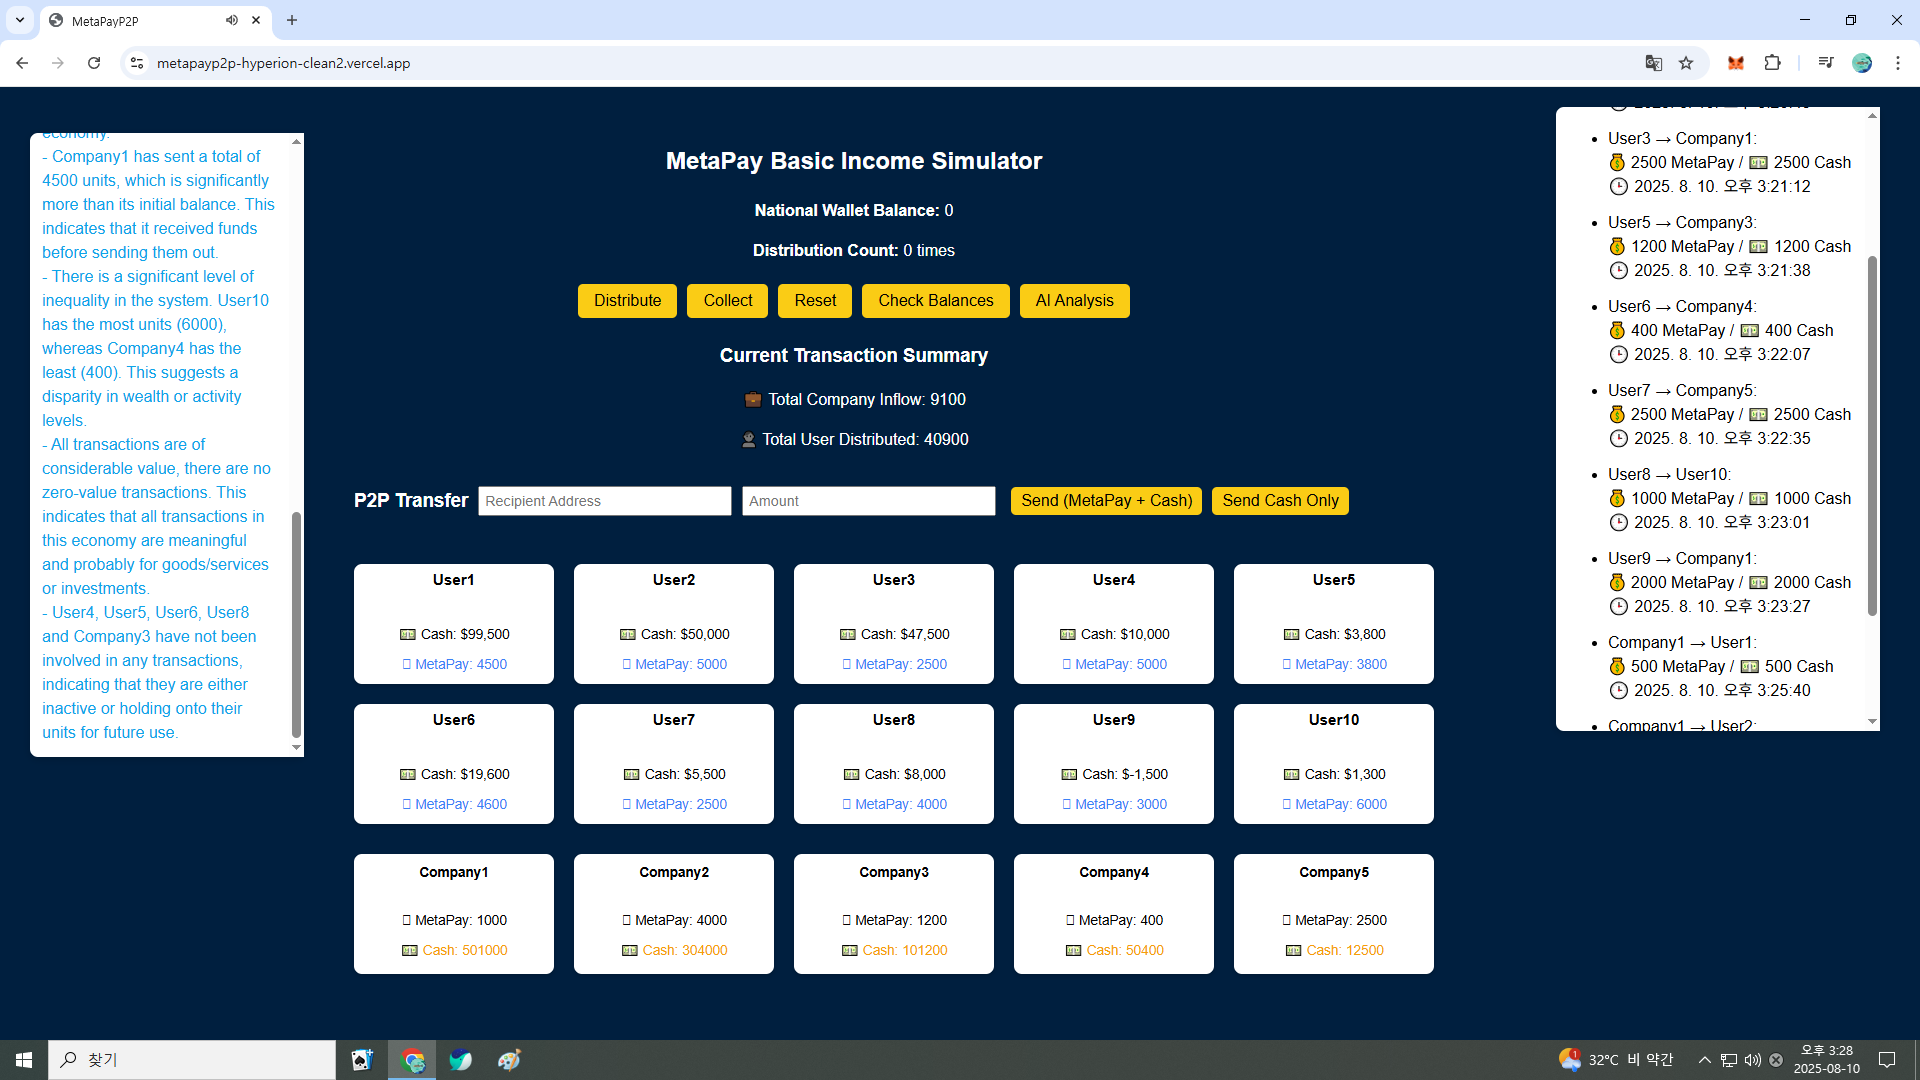 MetaPayP2P
metapayp2p-hyperion-clean2.vercel.app
economy.
- Company1 has sent a total of
4500 units, which is significantly
more than its initial balance. This
indicates that it received funds
before sending them out.
- There is a significant level of
inequality in the system. User10
has the most units (6000),
whereas Company4 has the
least (400). This suggests a
disparity in wealth or activity
levels.
- All transactions are of
considerable value, there are no
zero-value transactions. This
indicates that all transactions in
this economy are meaningful
and probably for goods/services
or investments.
- User4, User5, User6, User8
and Company3 have not been
involved in any transactions,
indicating that they are either
inactive or holding onto their
units for future use.
MetaPay Basic Income Simulator
National Wallet Balance: 0
Distribution Count: 0 times
Distribute Collect Reset Check Balances AI Analysis
Current Transaction Summary
Total Company Inflow: 9100
Total User Distributed: 40900
P2P Transfer Recipient Address Amount Send (MetaPay + Cash) Send Cash Only
User1
Cash: $99,500
MetaPay: 4500
User2
Cash: $50,000
MetaPay: 5000
User3
Cash: $47,500
MetaPay: 2500
User4
Cash: $10,000
MetaPay: 5000
User5
Cash: $3,800
MetaPay: 3800
User6
Cash: $19,600
MetaPay: 4600
User7
Cash: $5,500
MetaPay: 2500
User8
Cash: $8,000
MetaPay: 4000
User9
Cash: $-1,500
MetaPay: 3000
User10
Cash: $1,300
MetaPay: 6000
Company1
MetaPay: 1000
Cash: 501000
Company2
MetaPay: 4000
Cash: 304000
Company3
MetaPay: 1200
Cash: 101200
Company4
MetaPay: 400
Cash: 50400
Company5
MetaPay: 2500
Cash: 12500
• User3 → Company1:
2500 MetaPay / 2500 Cash
2025. 8. 10. 오후 3:21:12
• User5 → Company3:
1200 MetaPay / 1200 Cash
2025. 8. 10. 오후 3:21:38
• User6 → Company4:
400 MetaPay / 400 Cash
2025. 8. 10. 오후 3:22:07
• User7 → Company5:
2500 MetaPay / 2500 Cash
2025. 8. 10. 오후 3:22:35
• User8 → User10:
1000 MetaPay / 1000 Cash
2025. 8. 10. 오후 3:23:01
• User9 → Company1:
2000 MetaPay / 2000 Cash
2025. 8. 10. 오후 3:23:27
• Company1 → User1:
500 MetaPay / 500 Cash
2025. 8. 10. 오후 3:25:40
• Company1 → User2:
찾기
1
32°C 비 약간
오후 3:28
2025-08-10